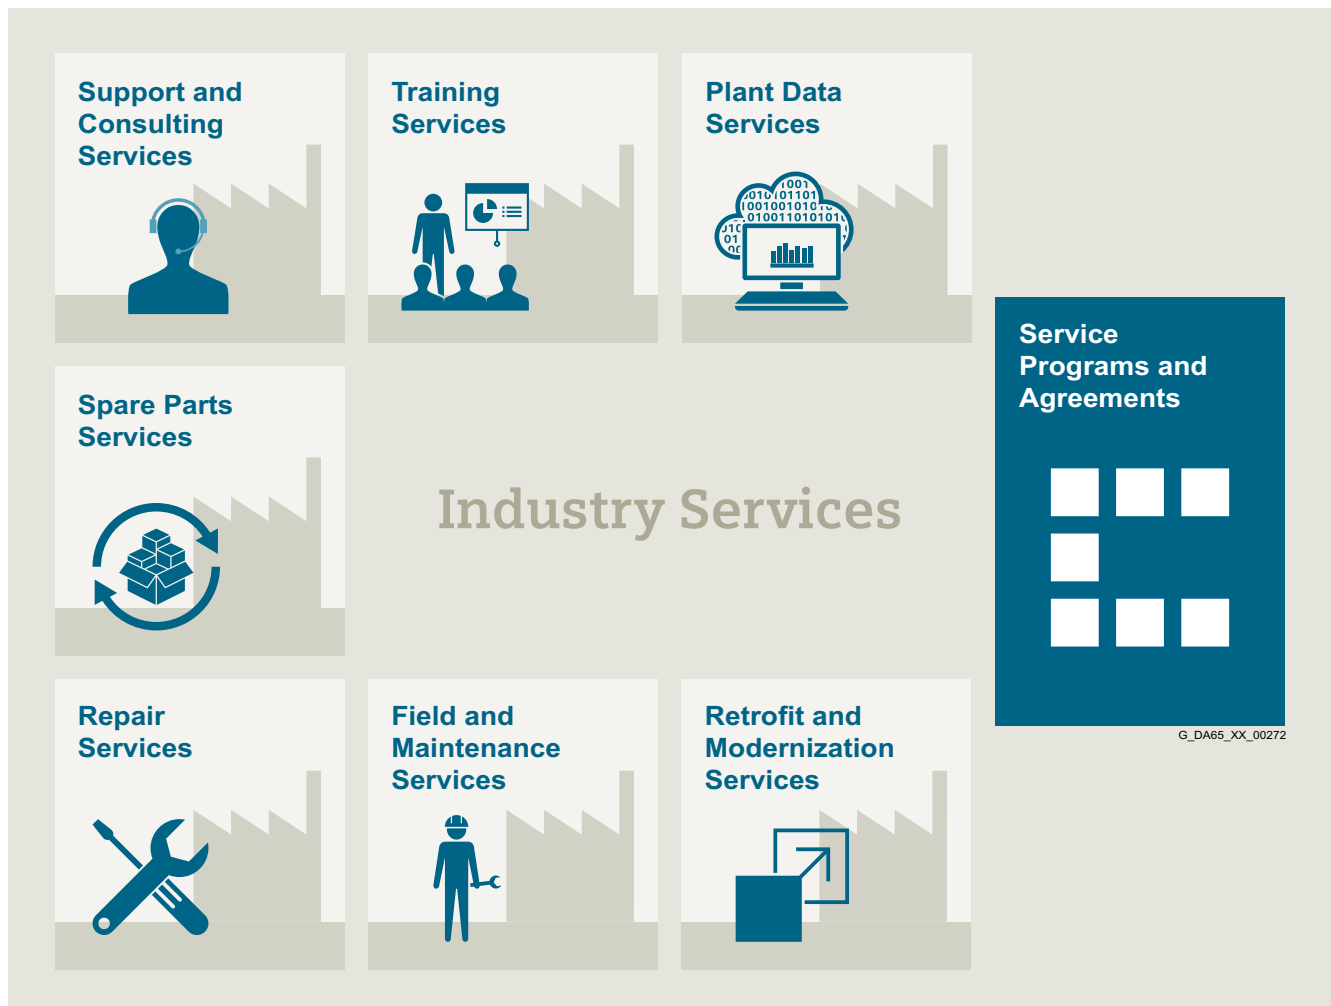 Support and
Consulting
Services
Training
Services
Plant Data
Services
Service
Programs and
Agreements
Spare Parts
Services
Industry Services
Repair
Services
Field and
Maintenance
Services
Retrofit and
Modernization
Services
G_DA65_XX_00272